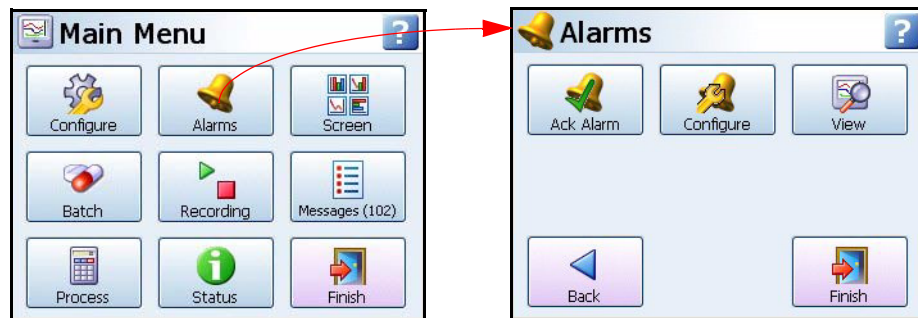 Main Menu
?
Configure
Alarms
Screen
Batch
Recording
Messages (102)
Process
Status
Finish
Alarms
?
Ack Alarm
Configure
View
Back
Finish